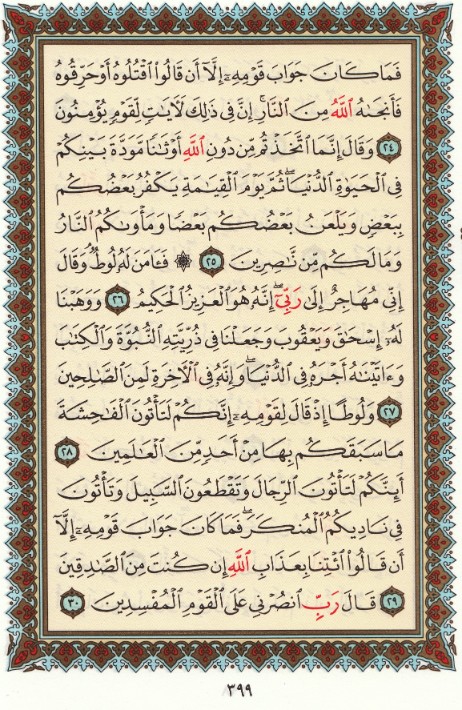 فَمَا كَانَ جَوَابَ قَوْمِهِۦٓ إِلَّآ أَن قَالُوا۟ ٱقْتُلُوهُ أَوْ حَرِّقُوهُ
فَأَنجَىٰهُ ٱللَّهُ مِنَ ٱلنَّارِ ۚ إِنَّ فِى ذَٰلِكَ لَـَٔايَـٰتٍ لِّقَوْمٍ يُؤْمِنُونَ
٢٤ وَقَالَ إِنَّمَا ٱتَّخَذْتُم مِّن دُونِ ٱللَّهِ أَوْثَـٰنًا مَّوَدَّةَ بَيْنِكُمْ
فِى ٱلْحَيَوٰةِ ٱلدُّنْيَا ۖ ثُمَّ يَوْمَ ٱلْقِيَـٰمَةِ يَكْفُرُ بَعْضُكُم
بِبَعْضٍ وَيَلْعَنُ بَعْضُكُم بَعْضًا وَمَأْوَىٰكُمُ ٱلنَّارُ
وَمَا لَكُم مِّن نَّـٰصِرِينَ ٢٥ ۞ فَـَٔامَنَ لَهُۥ لُوطٌ ۘ وَقَالَ
إِنِّى مُهَاجِرٌ إِلَىٰ رَبِّىٓ ۖ إِنَّهُۥ هُوَ ٱلْعَزِيزُ ٱلْحَكِيمُ ٢٦ وَوَهَبْنَا
لَهُۥٓ إِسْحَـٰقَ وَيَعْقُوبَ وَجَعَلْنَا فِى ذُرِّيَّتِهِ ٱلنُّبُوَّةَ وَٱلْكِتَـٰبَ
وَءَاتَيْنَـٰهُ أَجْرَهُۥ فِى ٱلدُّنْيَا ۖ وَإِنَّهُۥ فِى ٱلْـَٔاخِرَةِ لَمِنَ ٱلصَّـٰلِحِينَ
٢٧ وَلُوطًا إِذْ قَالَ لِقَوْمِهِۦٓ إِنَّكُمْ لَتَأْتُونَ ٱلْفَـٰحِشَةَ
مَا سَبَقَكُم بِهَا مِنْ أَحَدٍ مِّنَ ٱلْعَـٰلَمِينَ ٢٨
أَئِنَّكُمْ لَتَأْتُونَ ٱلرِّجَالَ وَتَقْطَعُونَ ٱلسَّبِيلَ وَتَأْتُونَ
فِى نَادِيكُمُ ٱلْمُنكَرَ ۖ فَمَا كَانَ جَوَابَ قَوْمِهِۦٓ إِلَّآ
أَن قَالُوا۟ ٱئْتِنَا بِعَذَابِ ٱللَّهِ إِن كُنتَ مِنَ ٱلصَّـٰدِقِينَ
٢٩ قَالَ رَبِّ ٱنصُرْنِى عَلَى ٱلْقَوْمِ ٱلْمُفْسِدِينَ ٣٠
٣٩٩